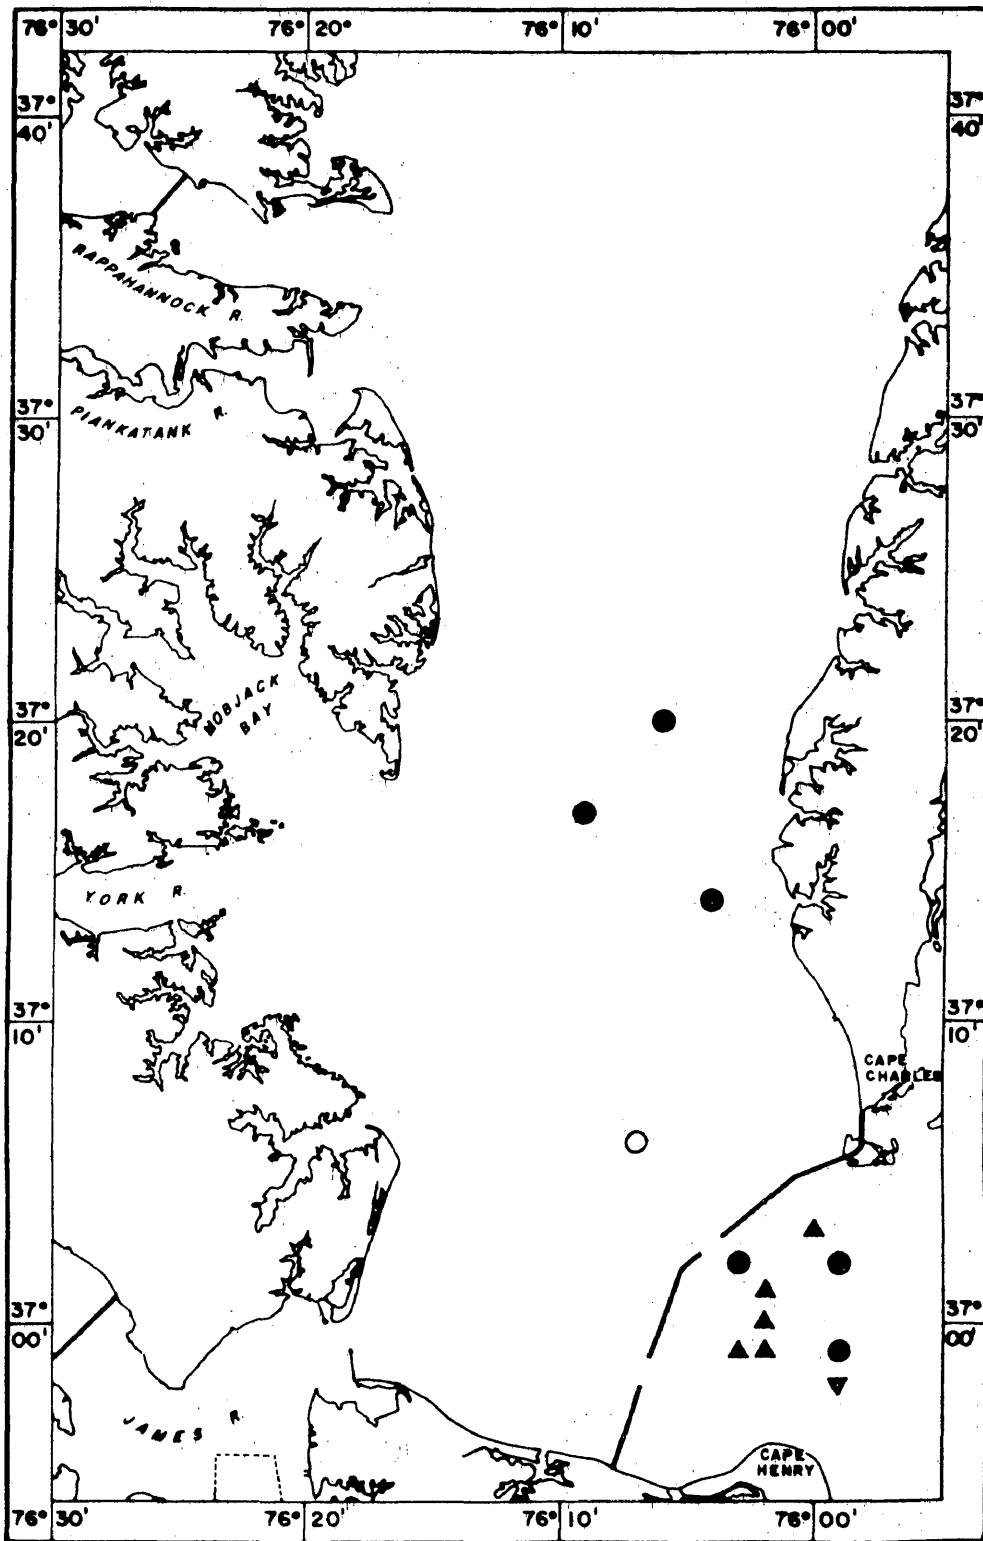 76°30' 76°20' 76°10' 76°00'
37° 37°
40' 40'
RAPPAHANNOCK R.
37° 37°
30' 30'
PIANKATANK R.
MOBJACK
BAY
37° 37°
20' 20'
YORK R.
37° 37°
10' 10'
CAPE
CHARLES
37° 37°
00' 00'
JAMES R.
CAPE
HENRY
76°30' 76°20' 76°10' 76°00'